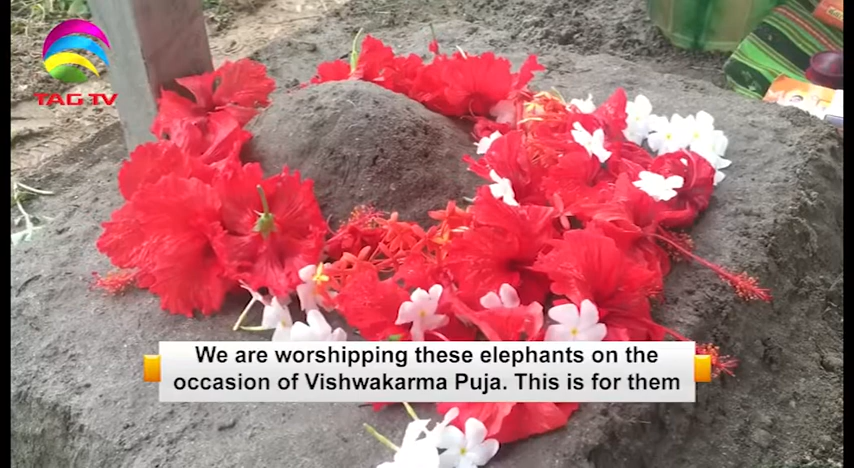 TAG TV
We are worshipping these elephants on the
occasion of Vishwakarma Puja. This is for them